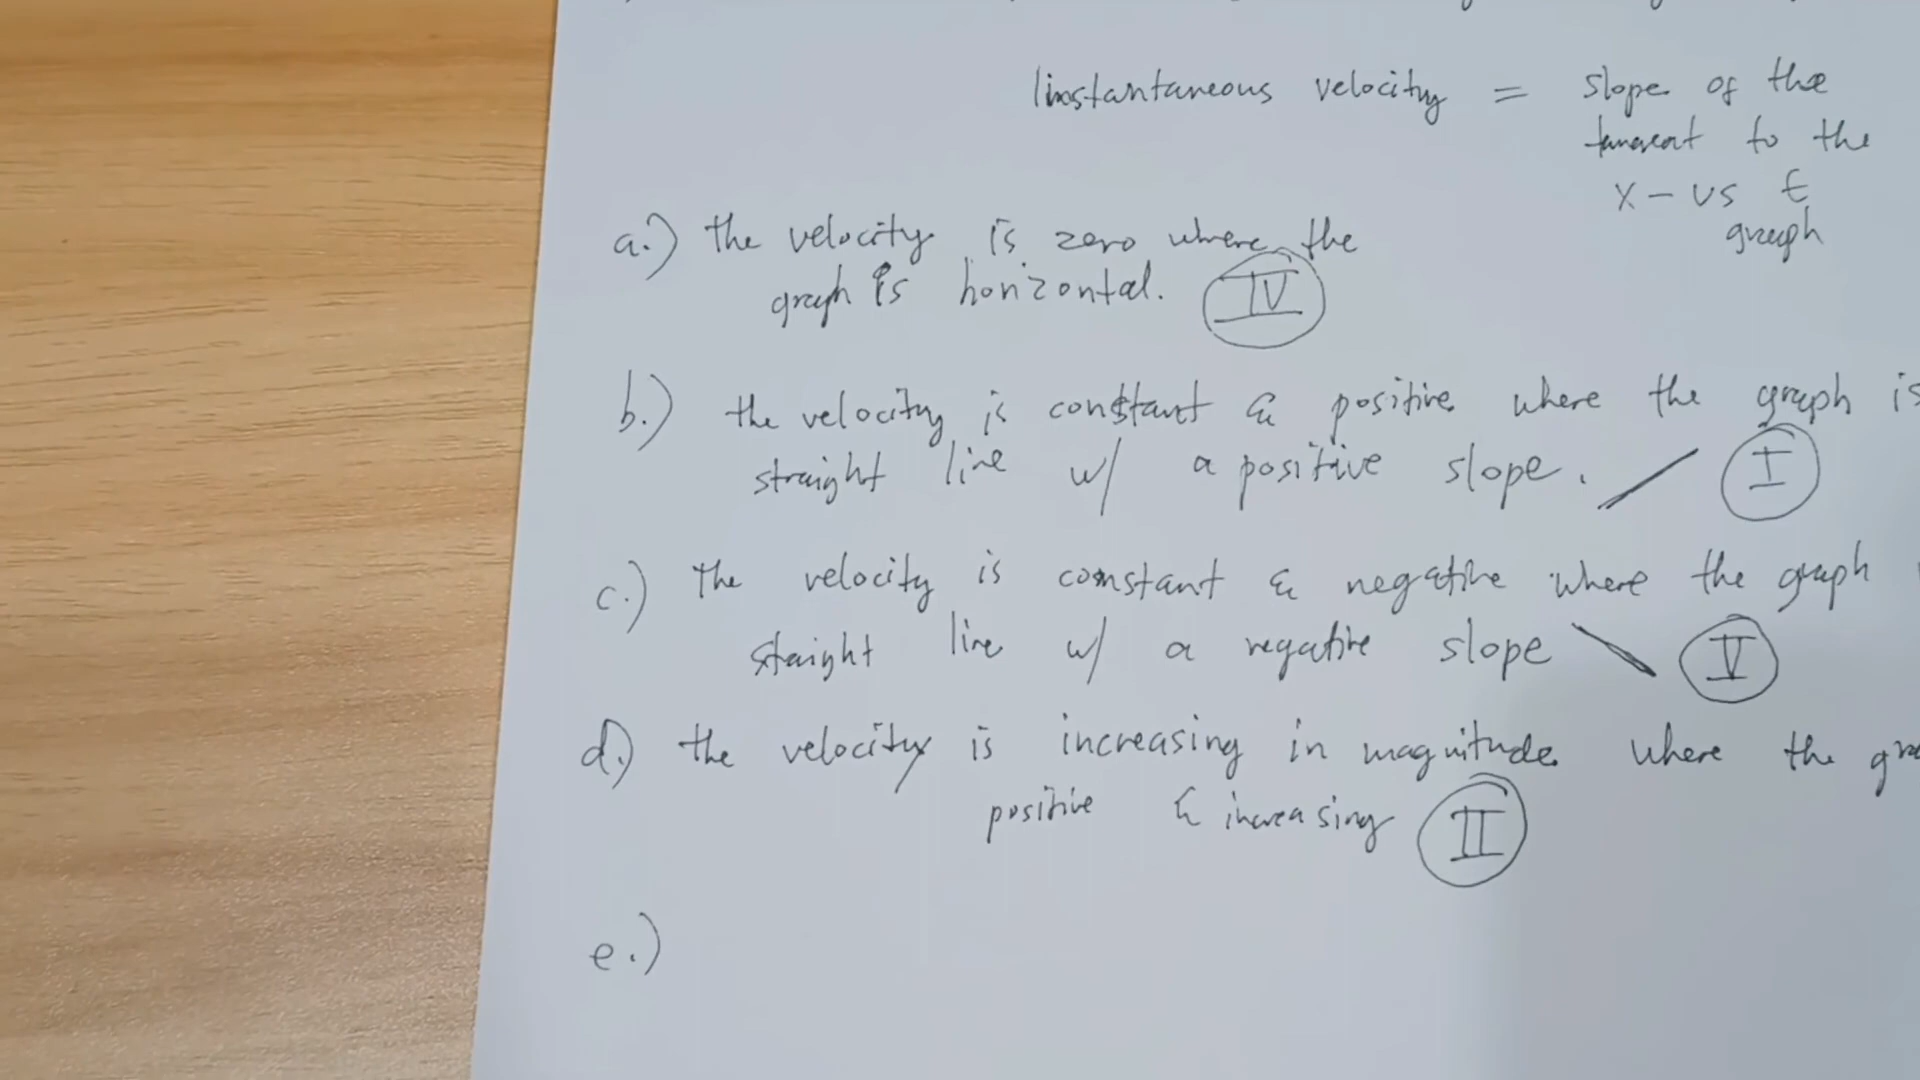 instantaneous velocity = slope of the
tangent to the
x - vs t
graph
a.) the velocity is zero where the
graph is horizontal. IV
b.) the velocity is constant & positive where the graph is
straight line w/ a positive slope. I
c.) The velocity is constant & negative where the graph
straight line w/ a negative slope V
d.) the velocity is increasing in magnitude where the
positive & increasing II
e.)